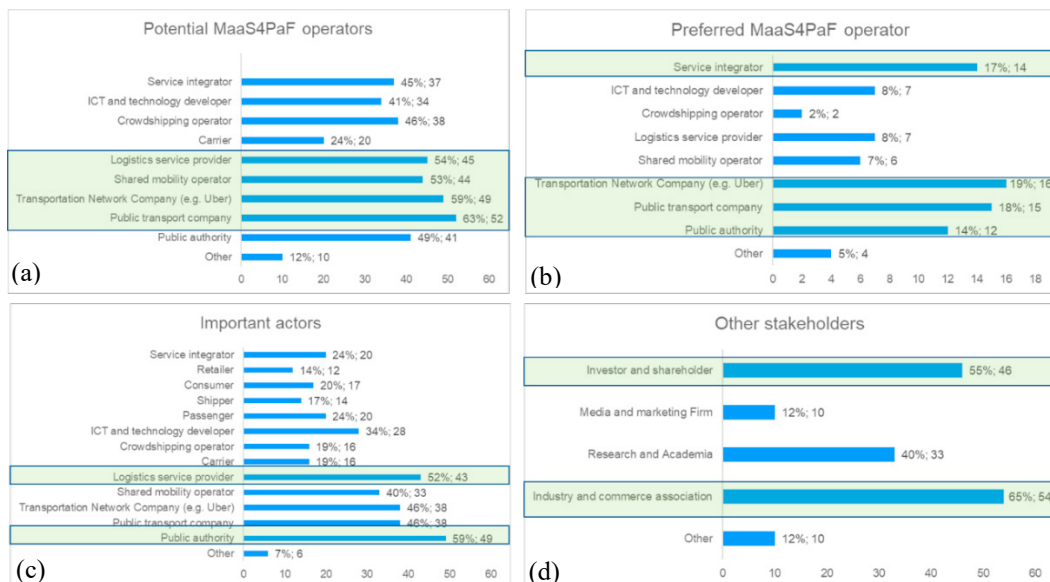 Potential MaaS4PaF operators
Service integrator 45%; 37
ICT and technology developer 41%; 34
Crowdshipping operator 46%; 38
Carrier 24%; 20
Logistics service provider 54%; 45
Shared mobility operator 53%; 44
Transportation Network Company (e.g. Uber) 59%; 49
Public transport company 63%; 52
Public authority 49%; 41
Other 12%; 10
0 10 20 30 40 50 60
(a)
Preferred MaaS4PaF operator
Service integrator 17%; 14
ICT and technology developer 8%; 7
Crowdshipping operator 2%; 2
Logistics service provider 8%; 7
Shared mobility operator 7%; 6
Transportation Network Company (e.g. Uber) 19%; 16
Public transport company 18%; 15
Public authority 14%; 12
Other 5%; 4
0 2 4 6 8 10 12 14 16 18
(b)
Important actors
Service integrator 24%; 20
Retailer 14%; 12
Consumer 20%; 17
Shipper 17%; 14
Passenger 24%; 20
ICT and technology developer 34%; 28
Crowdshipping operator 19%; 16
Carrier 19%; 16
Logistics service provider 52%; 43
Shared mobility operator 40%; 33
Transportation Network Company (e.g. Uber) 46%; 38
Public transport company 46%; 38
Public authority 59%; 49
Other 7%; 6
0 10 20 30 40 50 60
(c)
Other stakeholders
Investor and shareholder 55%; 46
Media and marketing Firm 12%; 10
Research and Academia 40%; 33
Industry and commerce association 65%; 54
Other 12%; 10
0 10 20 30 40 50 60
(d)